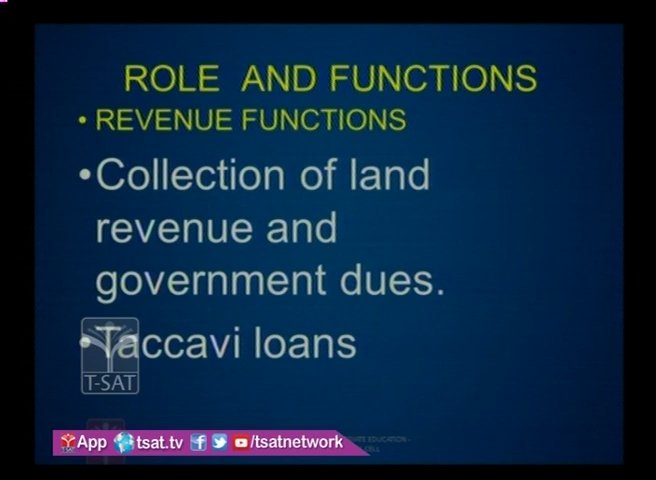 ROLE AND FUNCTIONS
• REVENUE FUNCTIONS
•Collection of land
revenue and
government dues.
•Taccavi loans
T-SAT
App tsat.tv /tsatnetwork